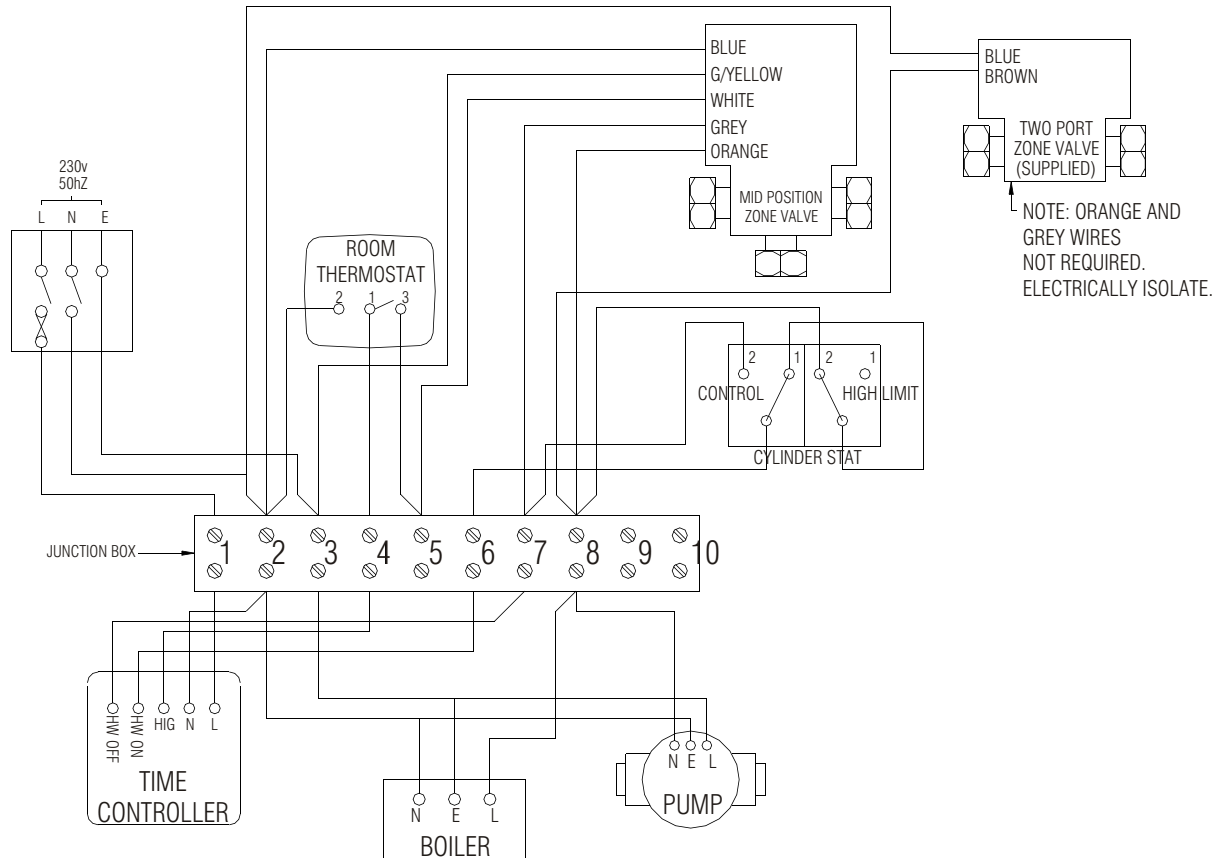 BLUE
G/YELLOW
WHITE
GREY
ORANGE
MID POSITION
ZONE VALVE
BLUE
BROWN
TWO PORT
ZONE VALVE
(SUPPLIED)
NOTE: ORANGE AND
GREY WIRES
NOT REQUIRED.
ELECTRICALLY ISOLATE.
230v
50hZ
L N E
ROOM
THERMOSTAT
2 1 3
2 1 2 1
CONTROL HIGH LIMIT
CYLINDER STAT
JUNCTION BOX
1 2 3 4 5 6 7 8 9 10
HW OFF HW ON HIG N L
TIME
CONTROLLER
N E L
BOILER
N E L
PUMP